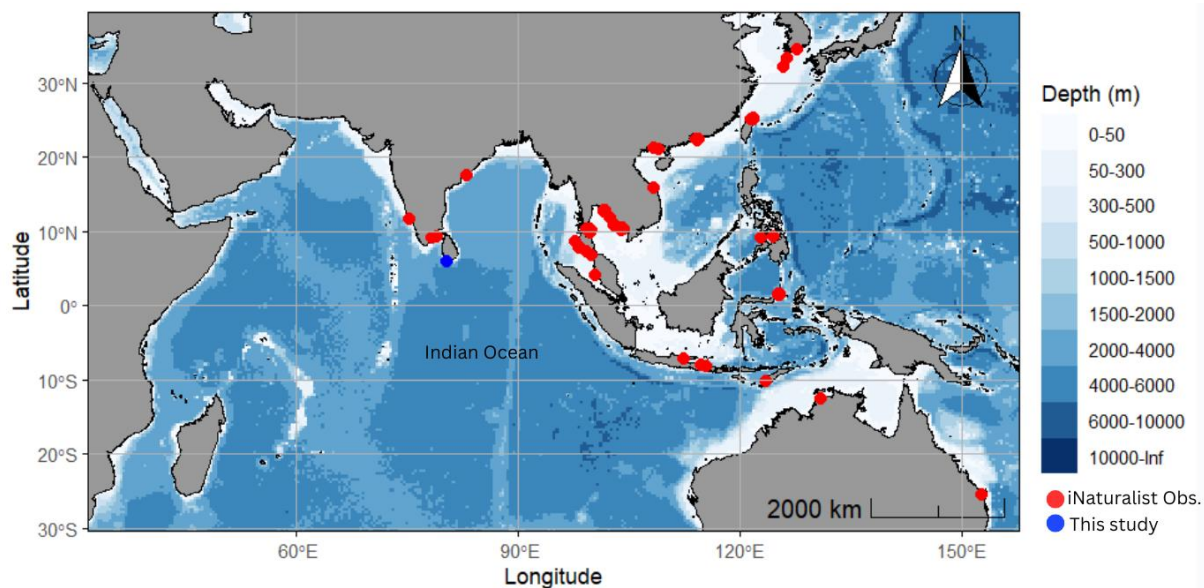 N
30°N
20°N
10°N
0°
10°S
20°S
30°S
Latitude
Indian Ocean
2000 km
60°E
90°E
120°E
150°E
Longitude
Depth (m)
0-50
50-300
300-500
500-1000
1000-1500
1500-2000
2000-4000
4000-6000
6000-10000
10000-Inf
iNaturalist Obs.
This study